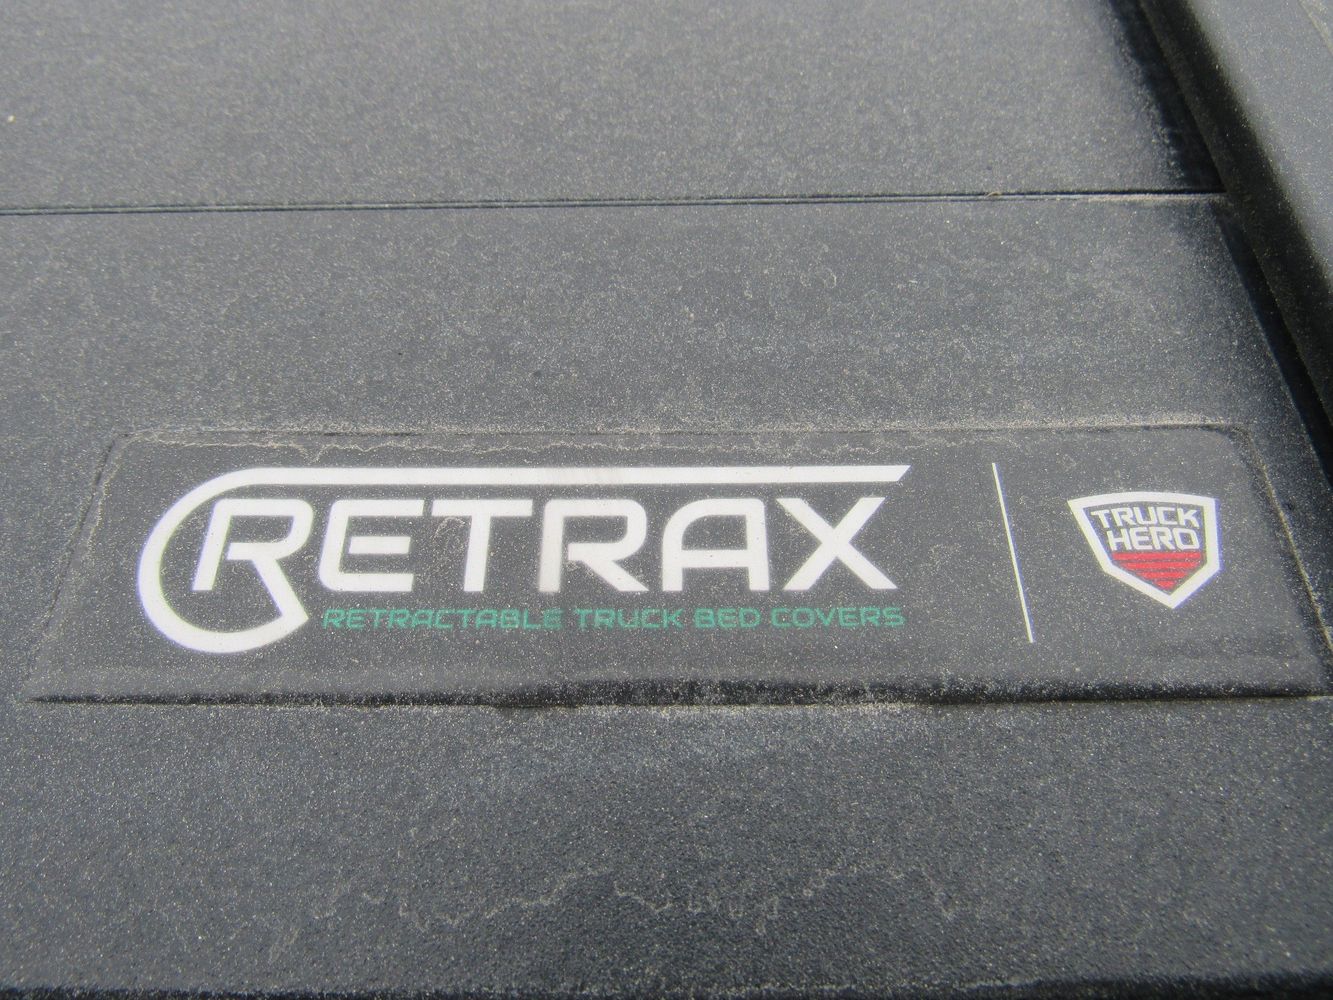 RETRAX
RETRACTABLE TRUCK BED COVERS
TRUCK
HERO